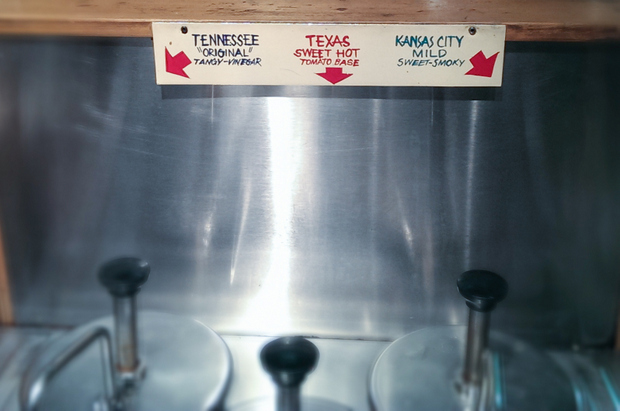 TENNESSEE
"ORIGINAL"
TANGY-VINEGAR
TEXAS
SWEET HOT
TOMATO BASE
KANSAS CITY
MILD
SWEET-SMOKY